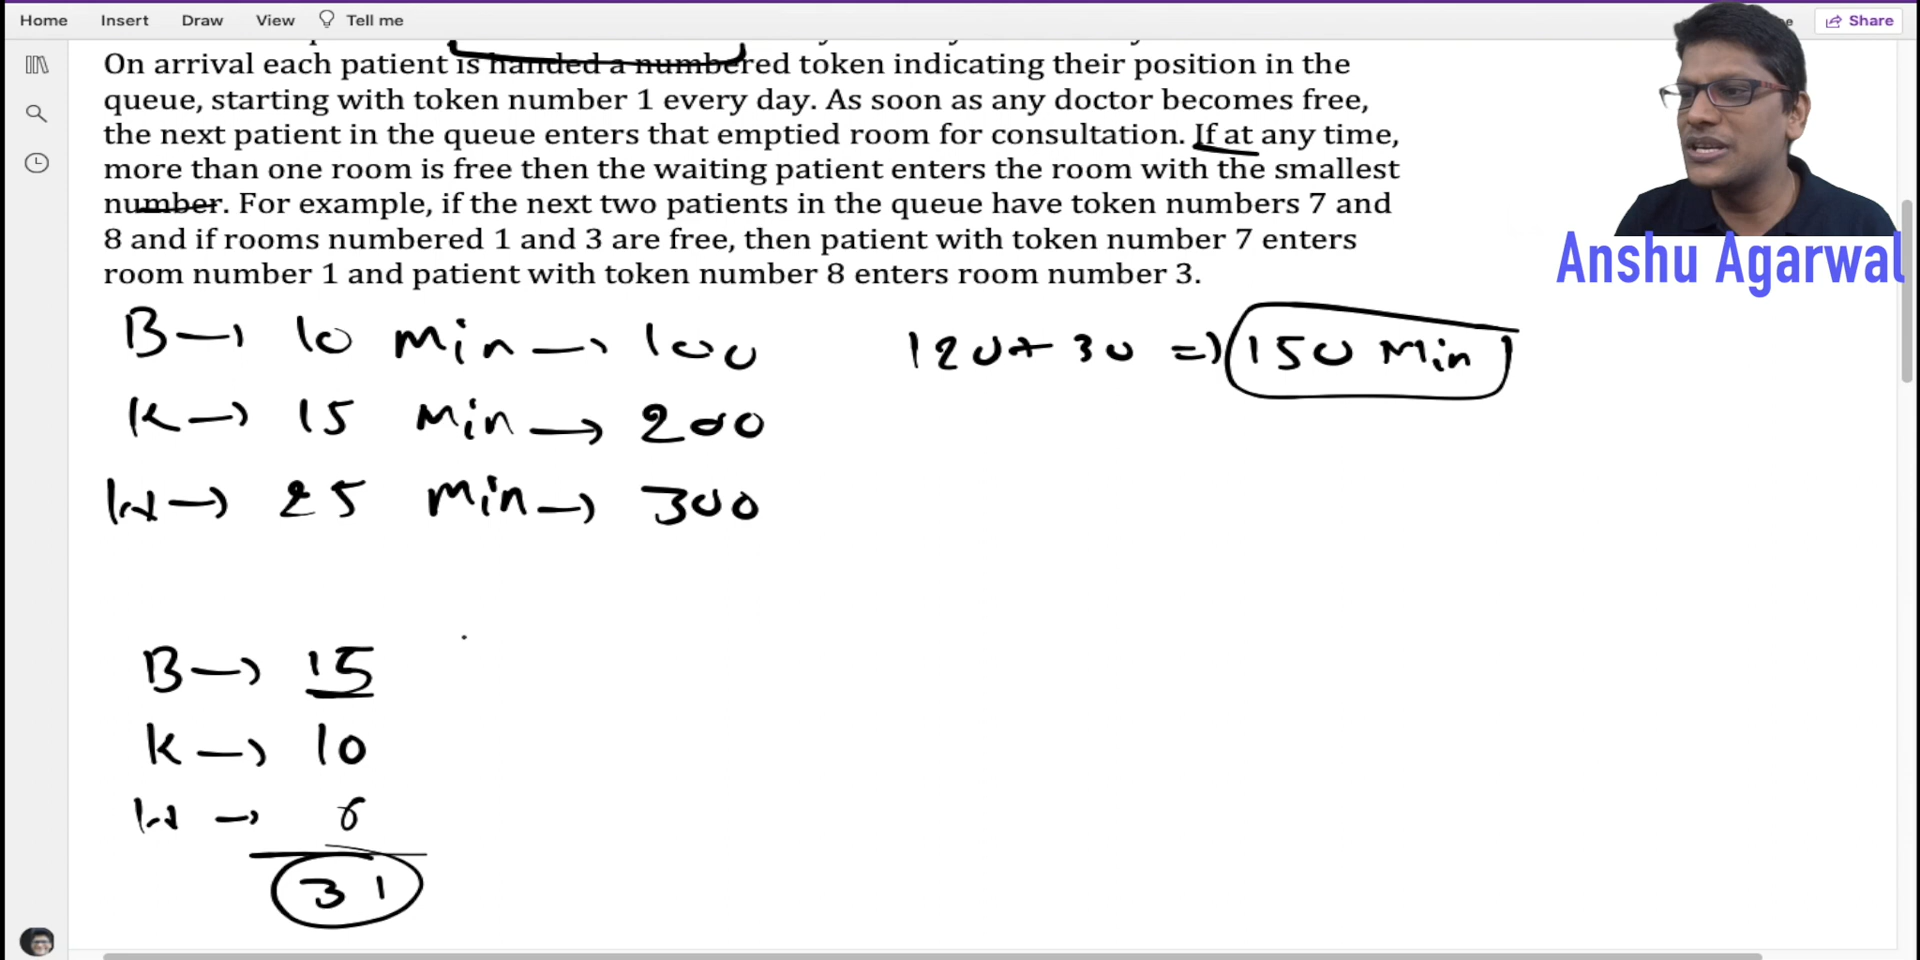 Home Insert Draw View Tell me Share
On arrival each patient is handed a numbered token indicating their position in the
queue, starting with token number 1 every day. As soon as any doctor becomes free,
the next patient in the queue enters that emptied room for consultation. If at any time,
more than one room is free then the waiting patient enters the room with the smallest
number. For example, if the next two patients in the queue have token numbers 7 and
8 and if rooms numbered 1 and 3 are free, then patient with token number 7 enters
room number 1 and patient with token number 8 enters room number 3.
Anshu Agarwal
B → 10 Min → 100
120 + 30 => 150 Min
K → 15 Min → 200
W → 25 Min → 300
B → 15
K → 10
W → 6
31